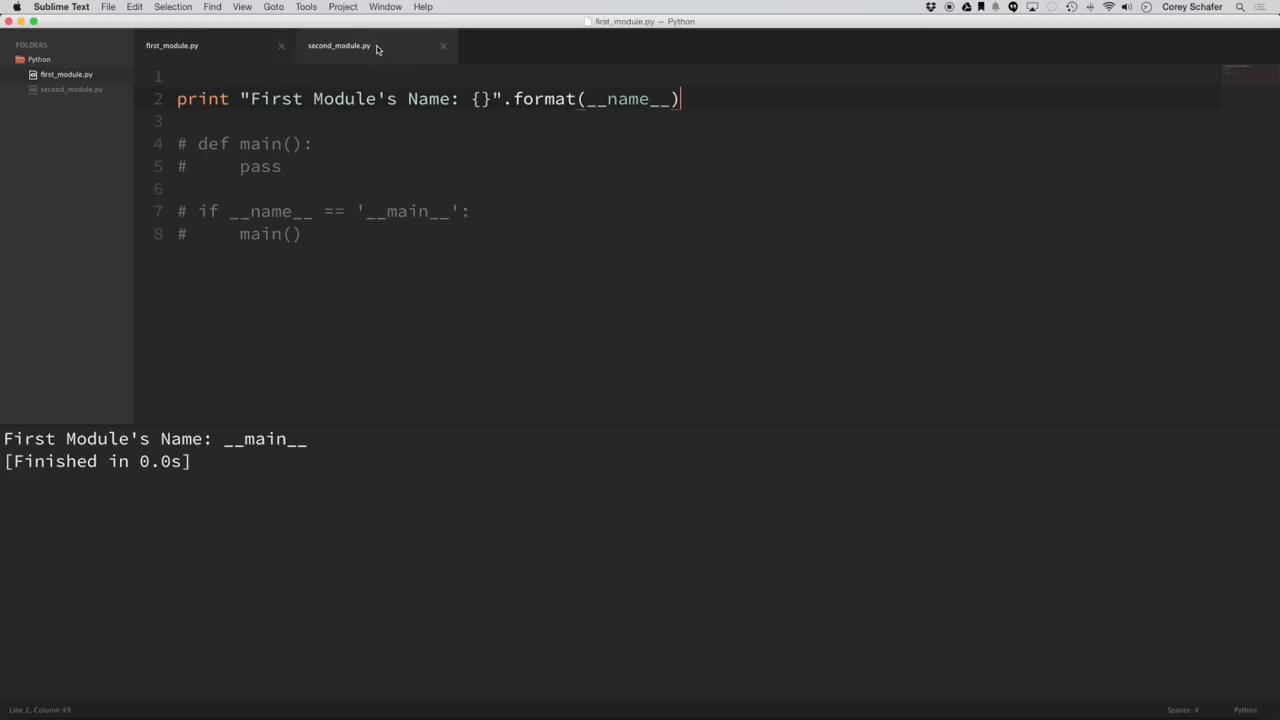 Sublime Text File Edit Selection Find View Goto Tools Project Window Help Corey Schafer
first_module.py — Python
FOLDERS
Python
first_module.py
second_module.py
first_module.py second_module.py
1
2 print "First Module's Name: {}".format(__name__)
3
4 # def main():
5 #     pass
6
7 # if __name__ == '__main__':
8 #     main()
First Module's Name: __main__
[Finished in 0.0s]
Line 2, Column 49 Spaces: 4 Python